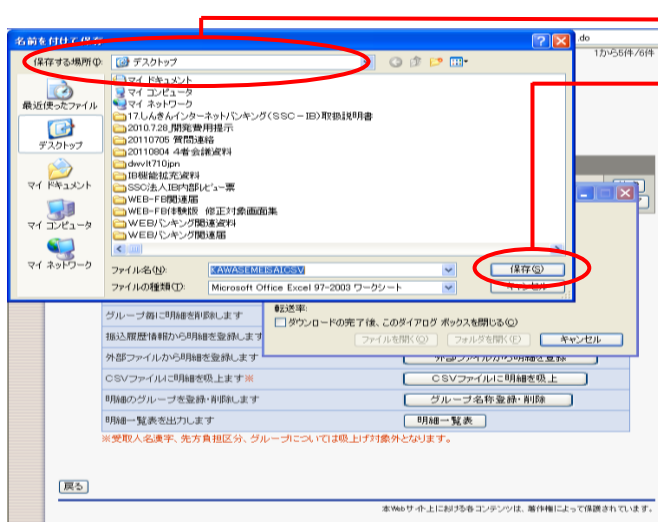 名前を付けて保存
.do
保存する場所(I):
デスクトップ
1から5件/6件
最近使ったファイル
デスクトップ
マイ ドキュメント
マイ コンピュータ
マイ ネットワーク
マイ ドキュメント
マイ コンピュータ
マイ ネットワーク
17.しんきんインターネットバンキング(SSC－IB)取扱説明書
2010.7.28_開発費用提示
20110705 質問連絡
20110804 4者会議資料
dwvlt710jpn
IB機能拡充資料
SSC法人IB内部レビュー票
WEB-FB関連届
WEB-FB体験版 修正対象画面集
WEBバンキング関連資料
WEBバンキング関連届
ファイル名(N):
KAWASEMEISAI.CSV
保存(S)
ファイルの種類(T):
Microsoft Office Excel 97-2003 ワークシート
キャンセル
転送率:
ダウンロードの完了後、このダイアログ ボックスを閉じる(C)
ファイルを開く(O)
フォルダを開く(F)
キャンセル
グループ毎に明細を削除します
振込履歴情報から明細を登録します
外部ファイルから明細を登録します
外部ファイルからの明細を登録
CSVファイルに明細を吸上ます※
CSVファイルに明細を吸上
明細のグループを登録・削除します
グループ名称登録・削除
明細一覧表を出力します
明細一覧表
※受取人名漢字、先方負担区分、グループについては吸上げ対象外となります。
戻る
本Webサイト上における各コンテンツは、著作権によって保護されています。